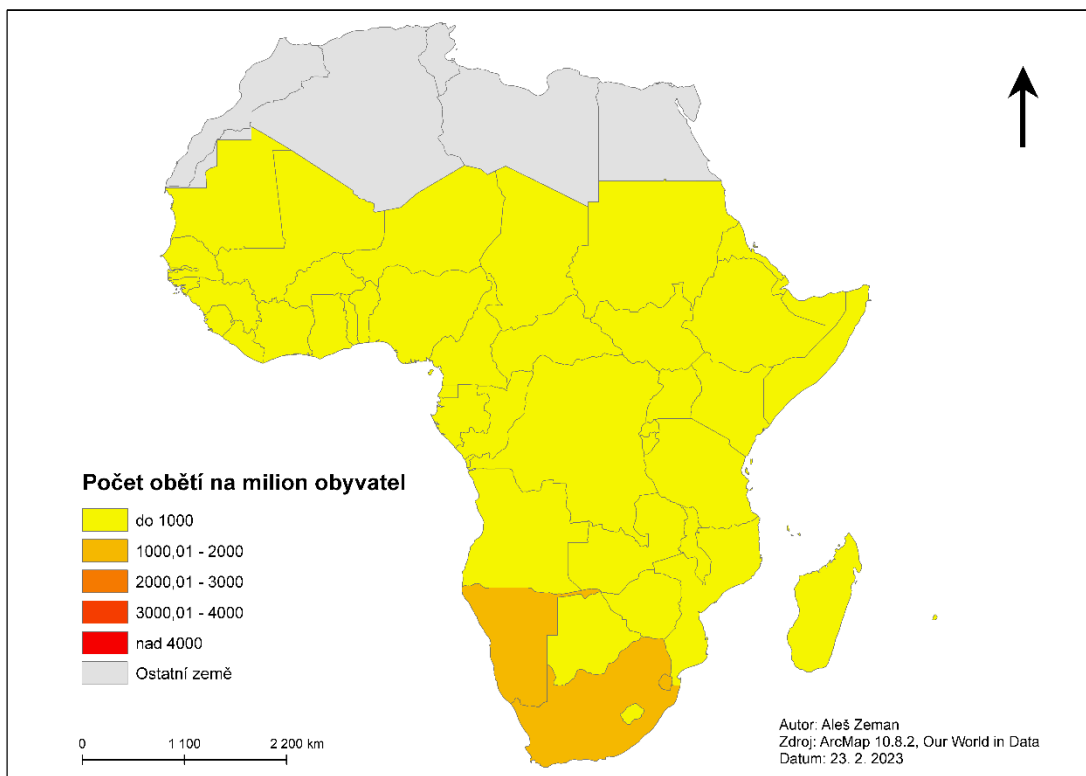 Počet obětí na milion obyvatel
do 1000
1000,01 - 2000
2000,01 - 3000
3000,01 - 4000
nad 4000
Ostatní země
0 1 100 2 200 km
Autor: Aleš Zeman
Zdroj: ArcMap 10.8.2, Our World in Data
Datum: 23. 2. 2023